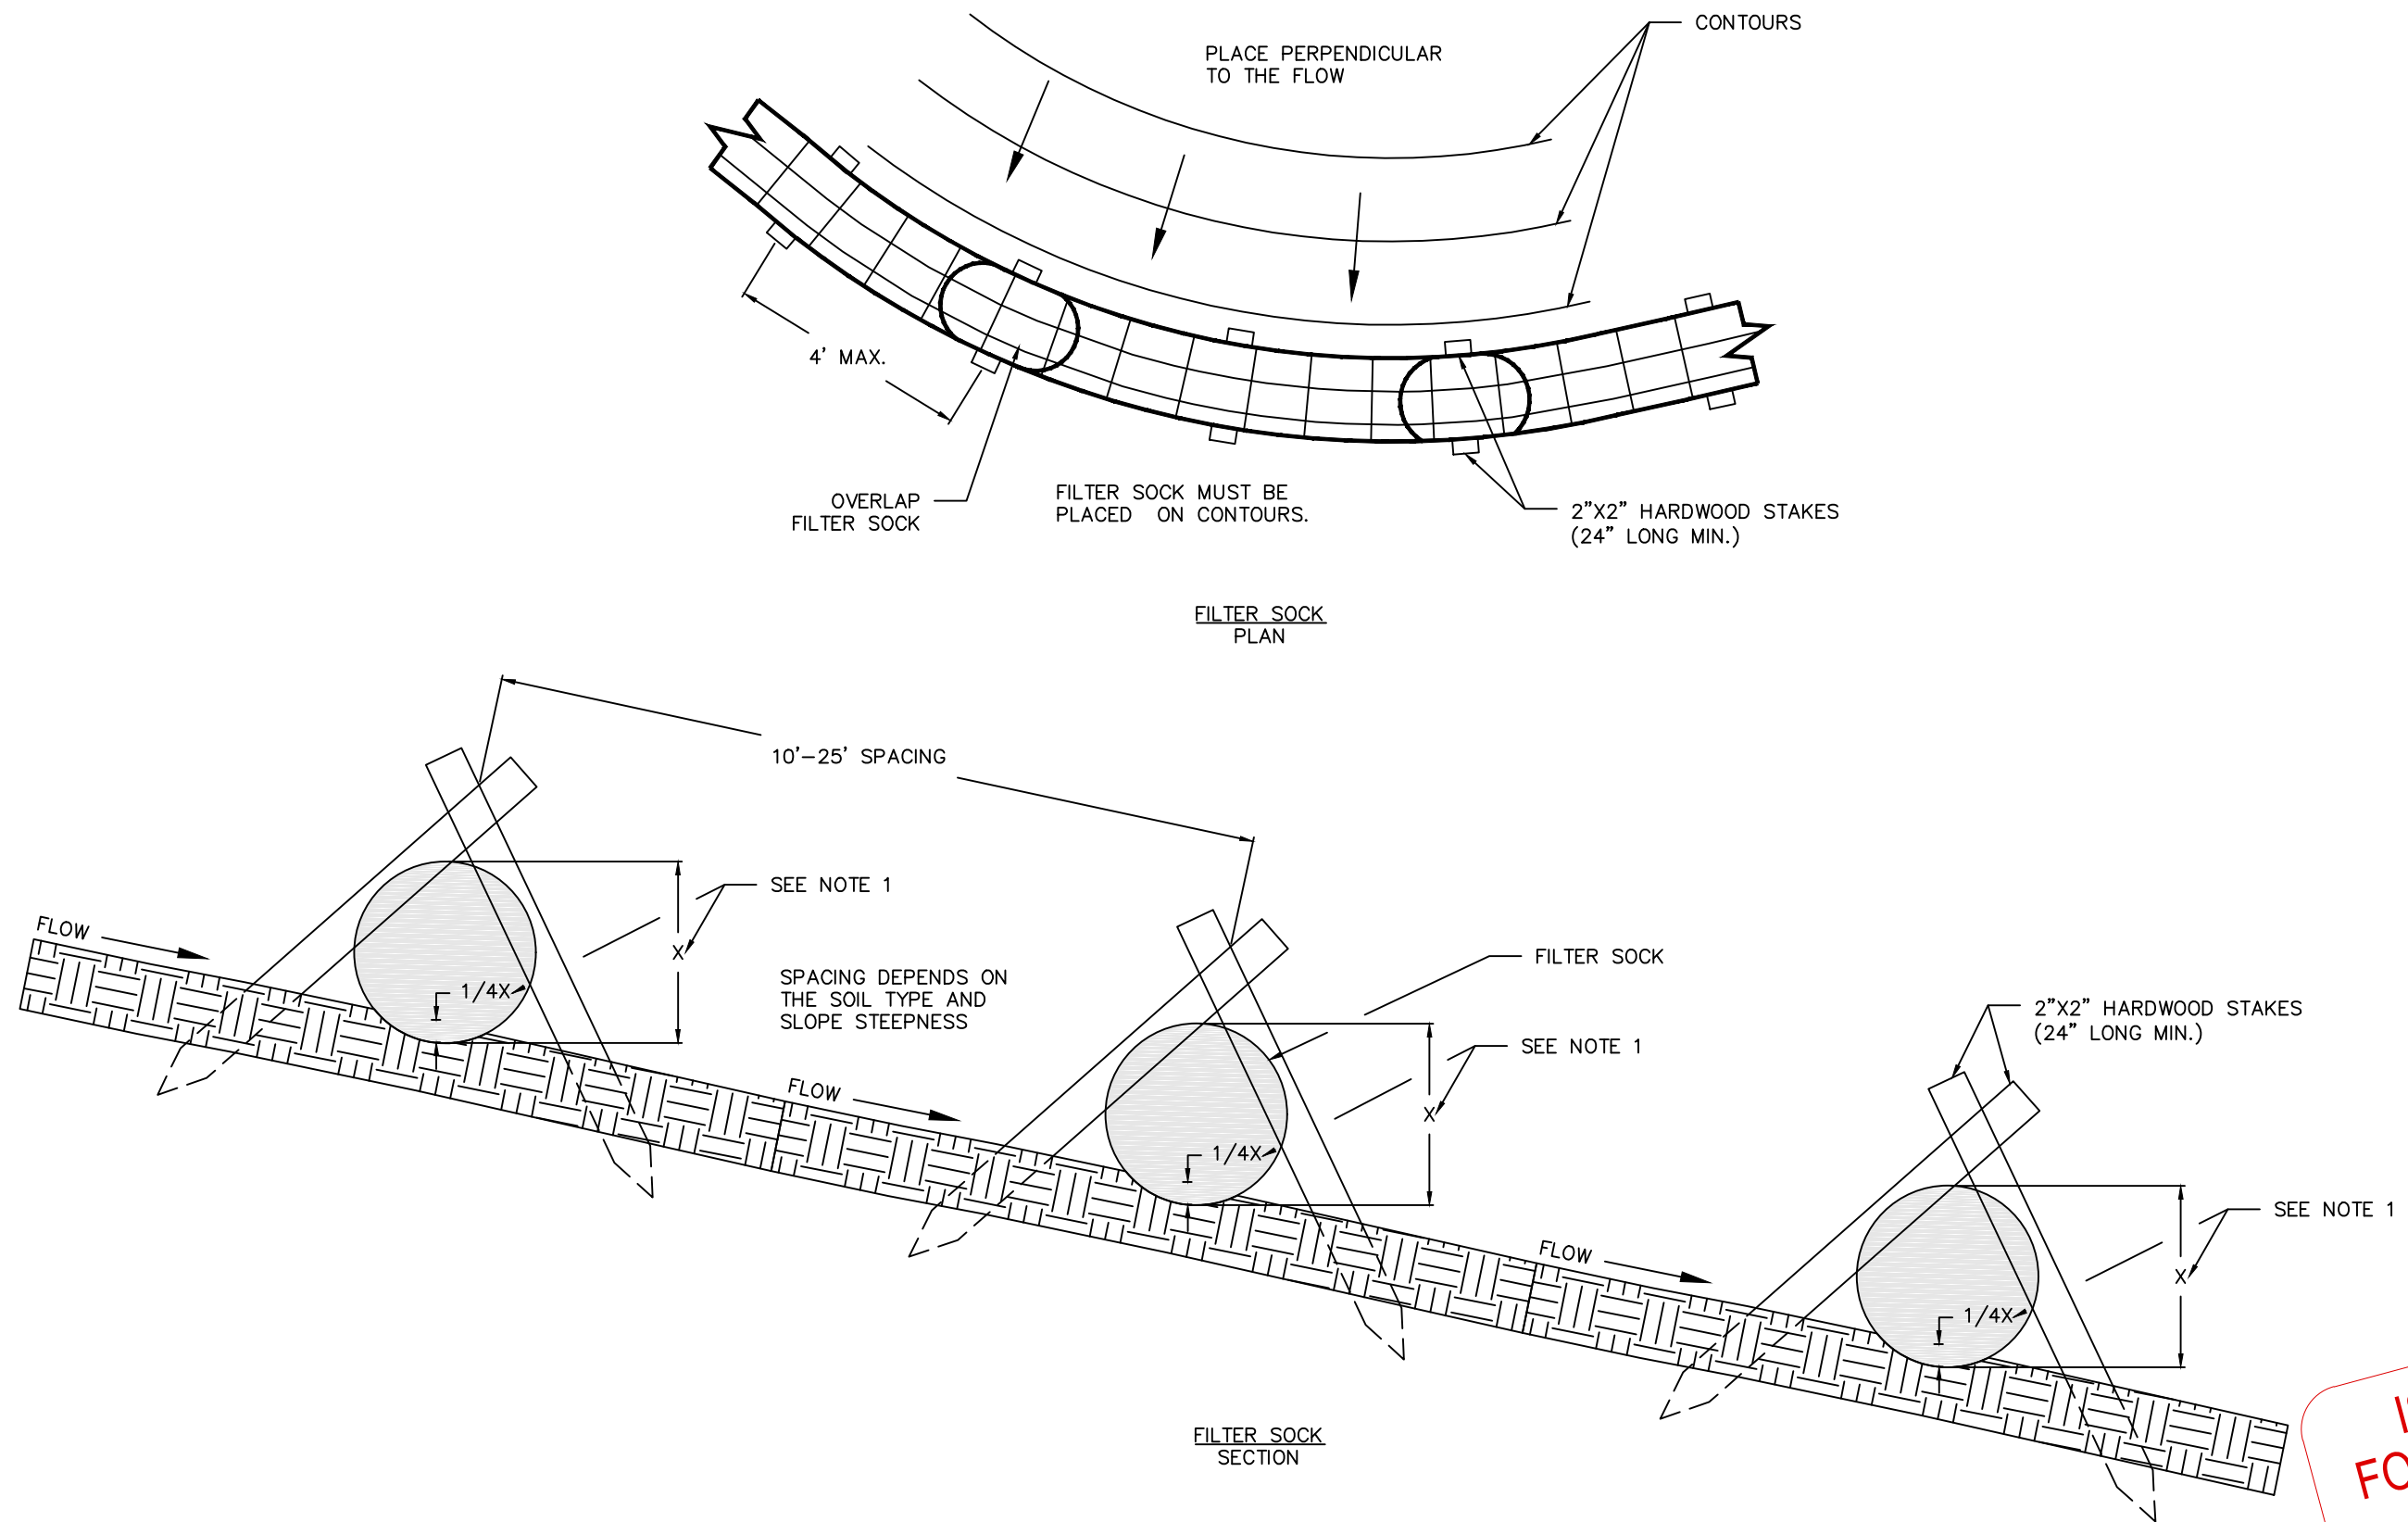 CONTOURS
PLACE PERPENDICULAR
TO THE FLOW
4' MAX.
OVERLAP
FILTER SOCK
FILTER SOCK MUST BE
PLACED ON CONTOURS.
2"X2" HARDWOOD STAKES
(24" LONG MIN.)
FILTER SOCK
PLAN
10'-25' SPACING
SEE NOTE 1
FLOW
X
1/4X
SPACING DEPENDS ON
THE SOIL TYPE AND
SLOPE STEEPNESS
FILTER SOCK
SEE NOTE 1
FLOW
X
1/4X
2"X2" HARDWOOD STAKES
(24" LONG MIN.)
SEE NOTE 1
FLOW
X
1/4X
FILTER SOCK
SECTION